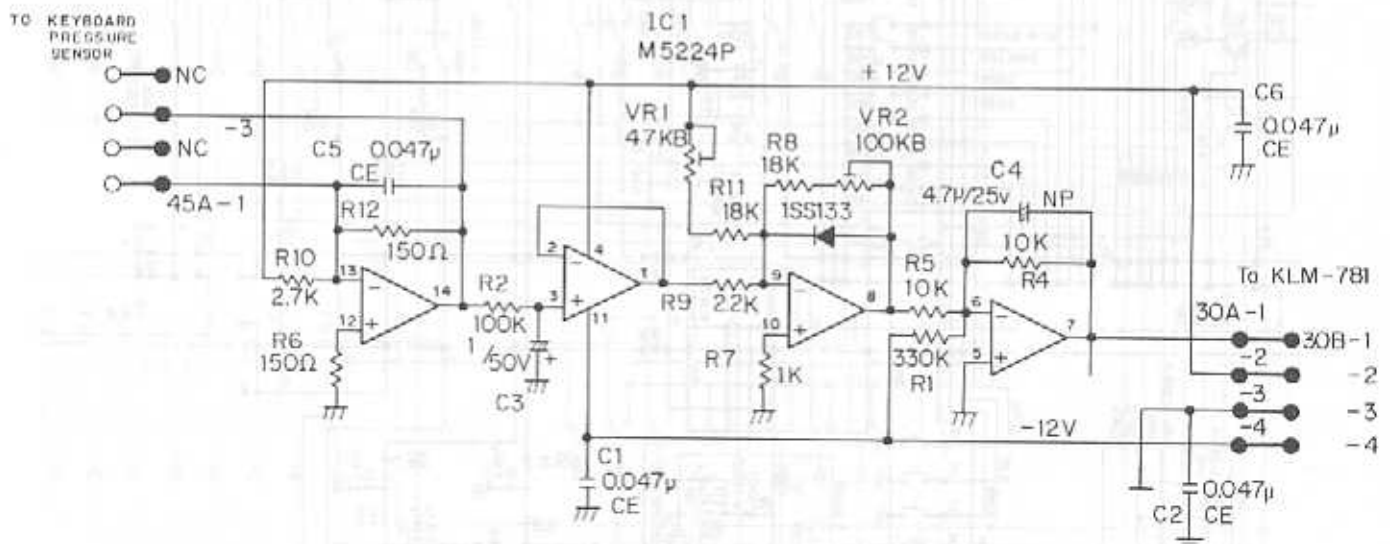 TO KEYBOARD
PRESSURE
SENSOR
NC
-3
NC
45A-1
C5
0.047μ
CE
R12
150Ω
R10
2.7K
13
14
12
R6
150Ω
R2
100K
1/50V
+
C3
IC1
M5224P
+12V
2
4
1
3
11
C1
0.047μ
CE
VR1
47KB
R11
18K
R8
18K
VR2
100KB
1SS133
R9
22K
9
8
10
R7
1K
C4
4.7μ/25v
NP
10K
R4
R5
10K
6
7
5
330K
R1
-12V
C6
0.047μ
CE
To KLM-781
30A-1
30B-1
-2
-2
-3
-3
-4
-4
C2
0.047μ
CE